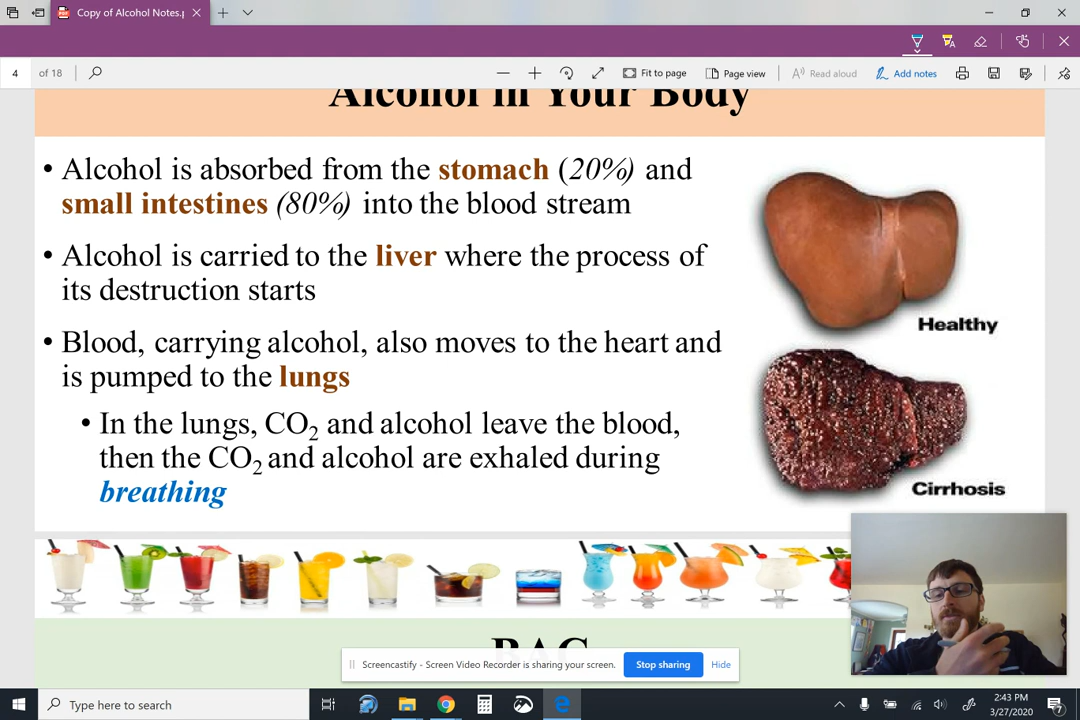 Copy of Alcohol Notes.p
4 of 18 Fit to page Page view Read aloud Add notes
Alcohol in Your Body
• Alcohol is absorbed from the stomach (20%) and
small intestines (80%) into the blood stream
• Alcohol is carried to the liver where the process of
its destruction starts
• Blood, carrying alcohol, also moves to the heart and
is pumped to the lungs
• In the lungs, CO₂ and alcohol leave the blood,
then the CO₂ and alcohol are exhaled during
breathing
Healthy
Cirrhosis
BAC
Screencastify - Screen Video Recorder is sharing your screen. Stop sharing Hide
Type here to search
2:43 PM
3/27/2020
7